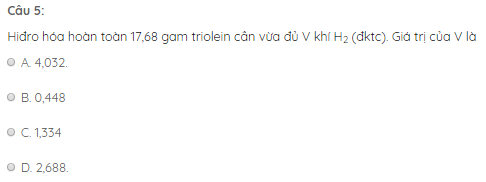 Câu 5:
Hiđro hóa hoàn toàn 17,68 gam triolein cần vừa đủ V khí H₂ (đktc). Giá trị của V là
A. 4,032.
B. 0,448
C. 1,334
D. 2,688.